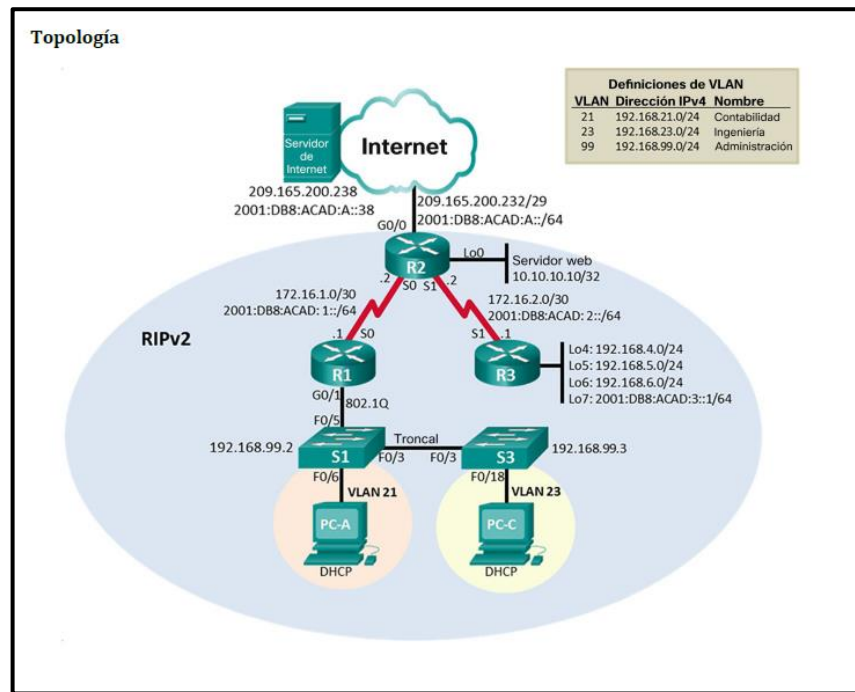 Topología
Definiciones de VLAN
VLAN Dirección IPv4 Nombre
21 192.168.21.0/24 Contabilidad
23 192.168.23.0/24 Ingeniería
99 192.168.99.0/24 Administración
Servidor
de
Internet
Internet
209.165.200.238
2001:DB8:ACAD:A::38
209.165.200.232/29
2001:DB8:ACAD:A::/64
G0/0
R2
Lo0
Servidor web
10.10.10.10/32
.2
S0
S1
.2
172.16.1.0/30
2001:DB8:ACAD: 1::/64
172.16.2.0/30
2001:DB8:ACAD: 2::/64
RIPv2
.1
S0
S1
.1
R1
R3
Lo4: 192.168.4.0/24
Lo5: 192.168.5.0/24
Lo6: 192.168.6.0/24
Lo7: 2001:DB8:ACAD:3::1/64
G0/1
802.1Q
F0/5
192.168.99.2
S1
Troncal
F0/3
F0/3
S3
192.168.99.3
F0/6
VLAN 21
F0/18
VLAN 23
PC-A
PC-C
DHCP
DHCP